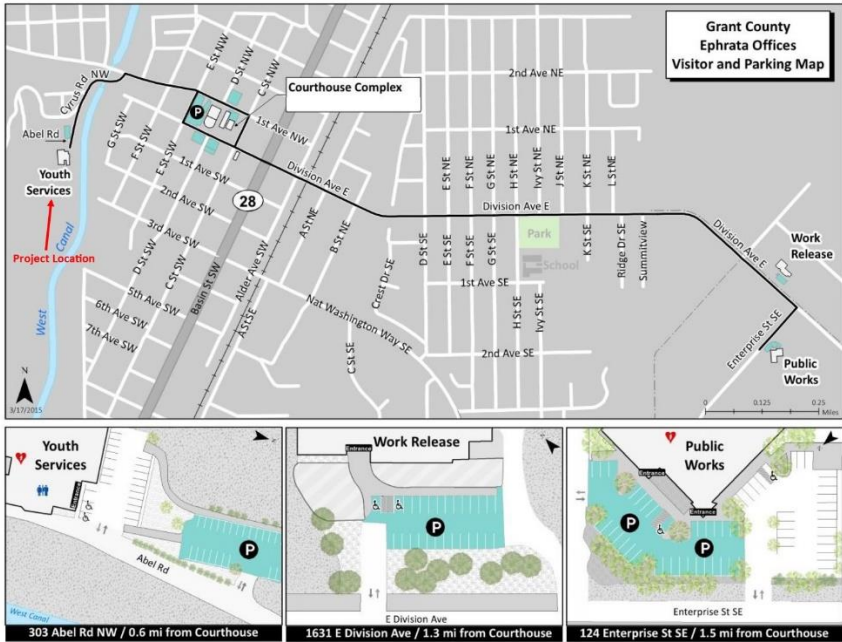 Grant County
Ephrata Offices
Visitor and Parking Map
Courthouse Complex
Cyrus Rd NW
Abel Rd
Youth
Services
Project Location
West Canal
E St NW
D St NW
C St NW
1st Ave NW
G St SW
F St SW
E St SW
D St SW
C St SW
1st Ave SW
2nd Ave SW
3rd Ave SW
5th Ave SW
6th Ave SW
7th Ave SW
Basin St SW
Alder Ave SW
28
A St SE
A St NE
B St NE
Division Ave E
Nat Washington Way SE
Crest Dr SE
C St SE
2nd Ave NE
1st Ave NE
E St NE
F St NE
G St NE
H St NE
Ivy St NE
J St NE
K St NE
L St NE
Division Ave E
D St SE
E St SE
F St SE
G St SE
Park
School
K St SE
Ridge Dr SE
Summitview
1st Ave SE
H St SE
Ivy St SE
2nd Ave SE
Division Ave E
Work
Release
Enterprise St SE
Public
Works
P
N
3/17/2015
0 0.125 0.25
Miles
Youth
Services
Entrance
P
Abel Rd
West Canal
303 Abel Rd NW / 0.6 mi from Courthouse
Entrance
Work Release
P
E Division Ave
1631 E Division Ave / 1.3 mi from Courthouse
Public
Works
Entrance
Entrance
P
P
Enterprise St SE
124 Enterprise St SE / 1.5 mi from Courthouse